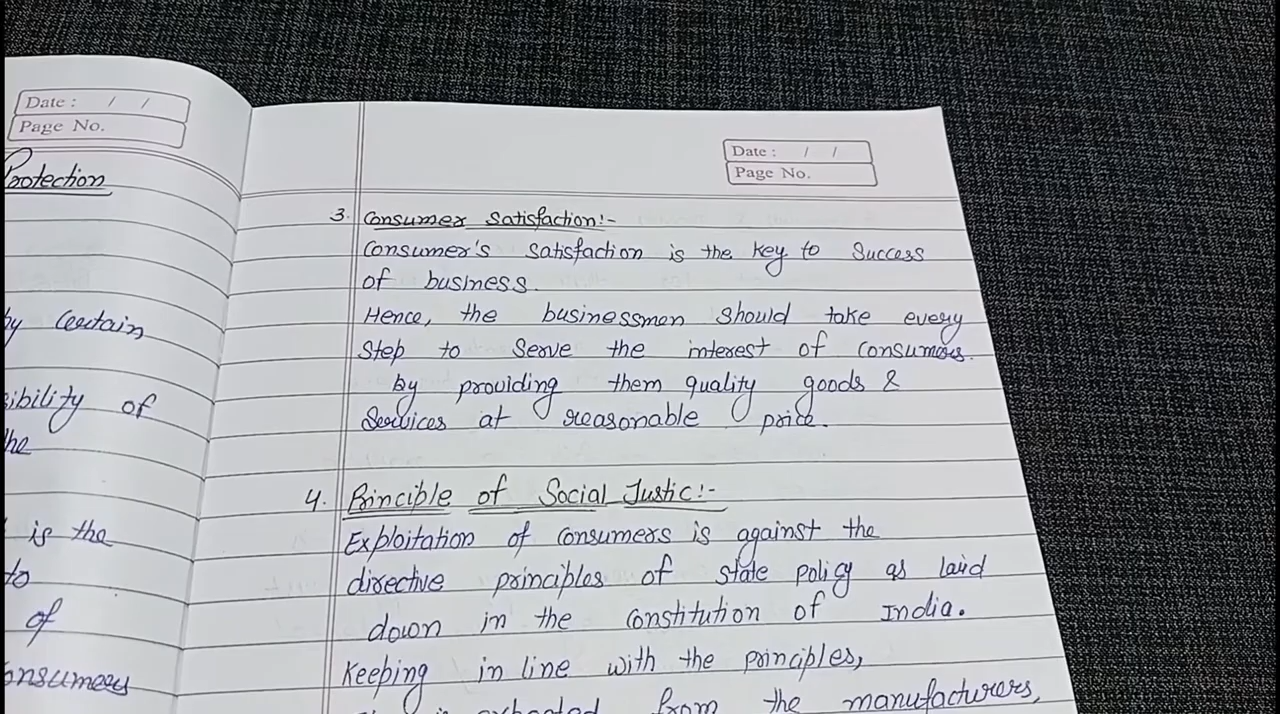 Date : / /
Page No.
Protection
by Certain
sibility of
the
is the
to
of
onsumers
Date : / /
Page No.
3. Consumer Satisfaction:-
Consumer's Satisfaction is the key to Success
of business.
Hence, the businessmen should take every
step to serve the interest of consumers.
by providing them quality goods &
Services at reasonable price.
4. Princible of Social Justic:-
Exploitation of consumers is against the
directive principles of state policy as laid
down in the constitution of India.
Keeping in line with the principles,
from the manufacturers,